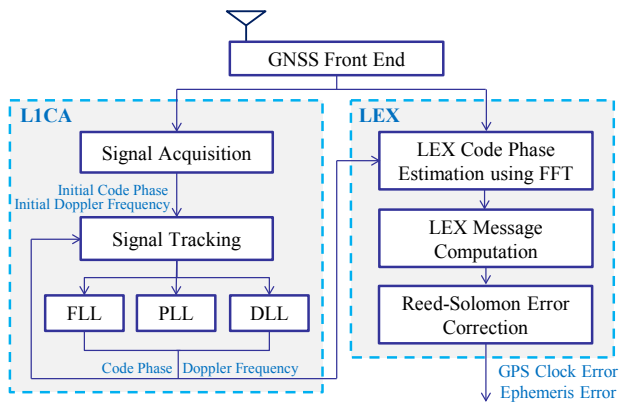 GNSS Front End
L1CA
Signal Acquisition
Initial Code Phase
Initial Doppler Frequency
Signal Tracking
FLL
PLL
DLL
Code Phase
Doppler Frequency
LEX
LEX Code Phase
Estimation using FFT
LEX Message
Computation
Reed-Solomon Error
Correction
GPS Clock Error
Ephemeris Error